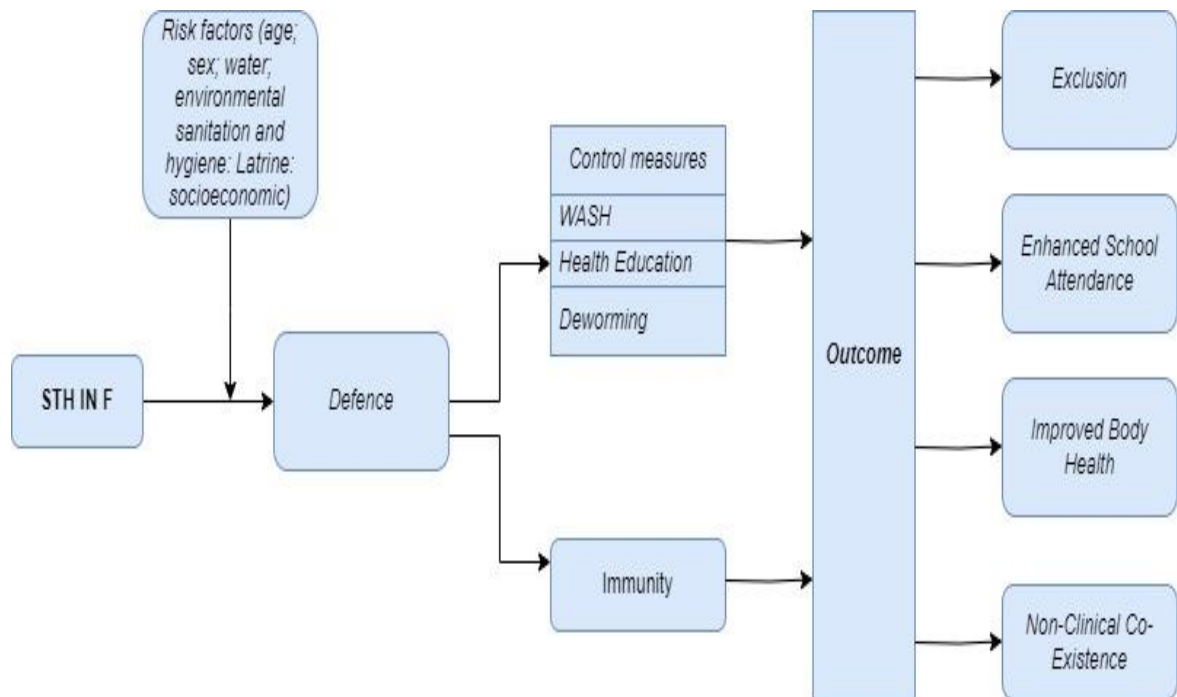 Risk factors (age;
sex; water;
environmental
sanitation and
hygiene: Latrine:
socioeconomic)
STH IN F
Defence
Control measures
WASH
Health Education
Deworming
Immunity
Outcome
Exclusion
Enhanced School
Attendance
Improved Body
Health
Non-Clinical Co-
Existence